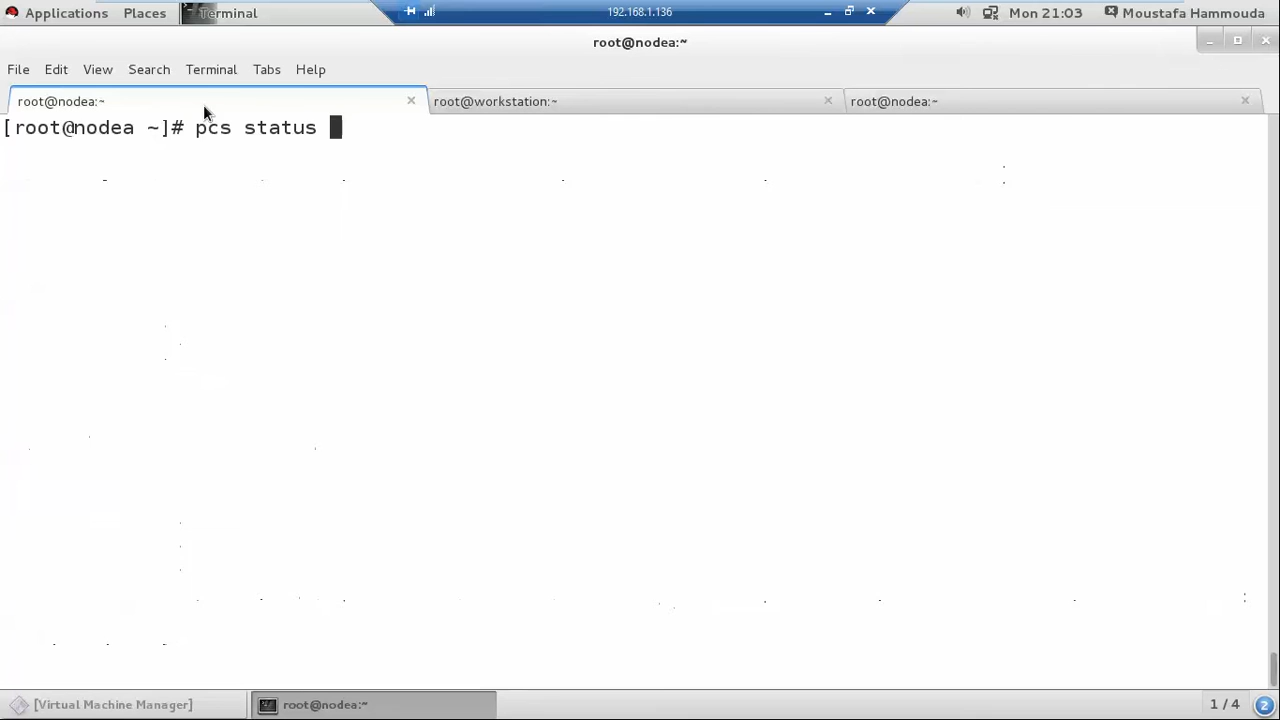 Applications Places Terminal 192.168.1.136 Mon 21:03 Moustafa Hammouda
root@nodea:~
File Edit View Search Terminal Tabs Help
root@nodea:~ root@workstation:~ root@nodea:~
[root@nodea ~]# pcs status
[Virtual Machine Manager] root@nodea:~ 1 / 4 2